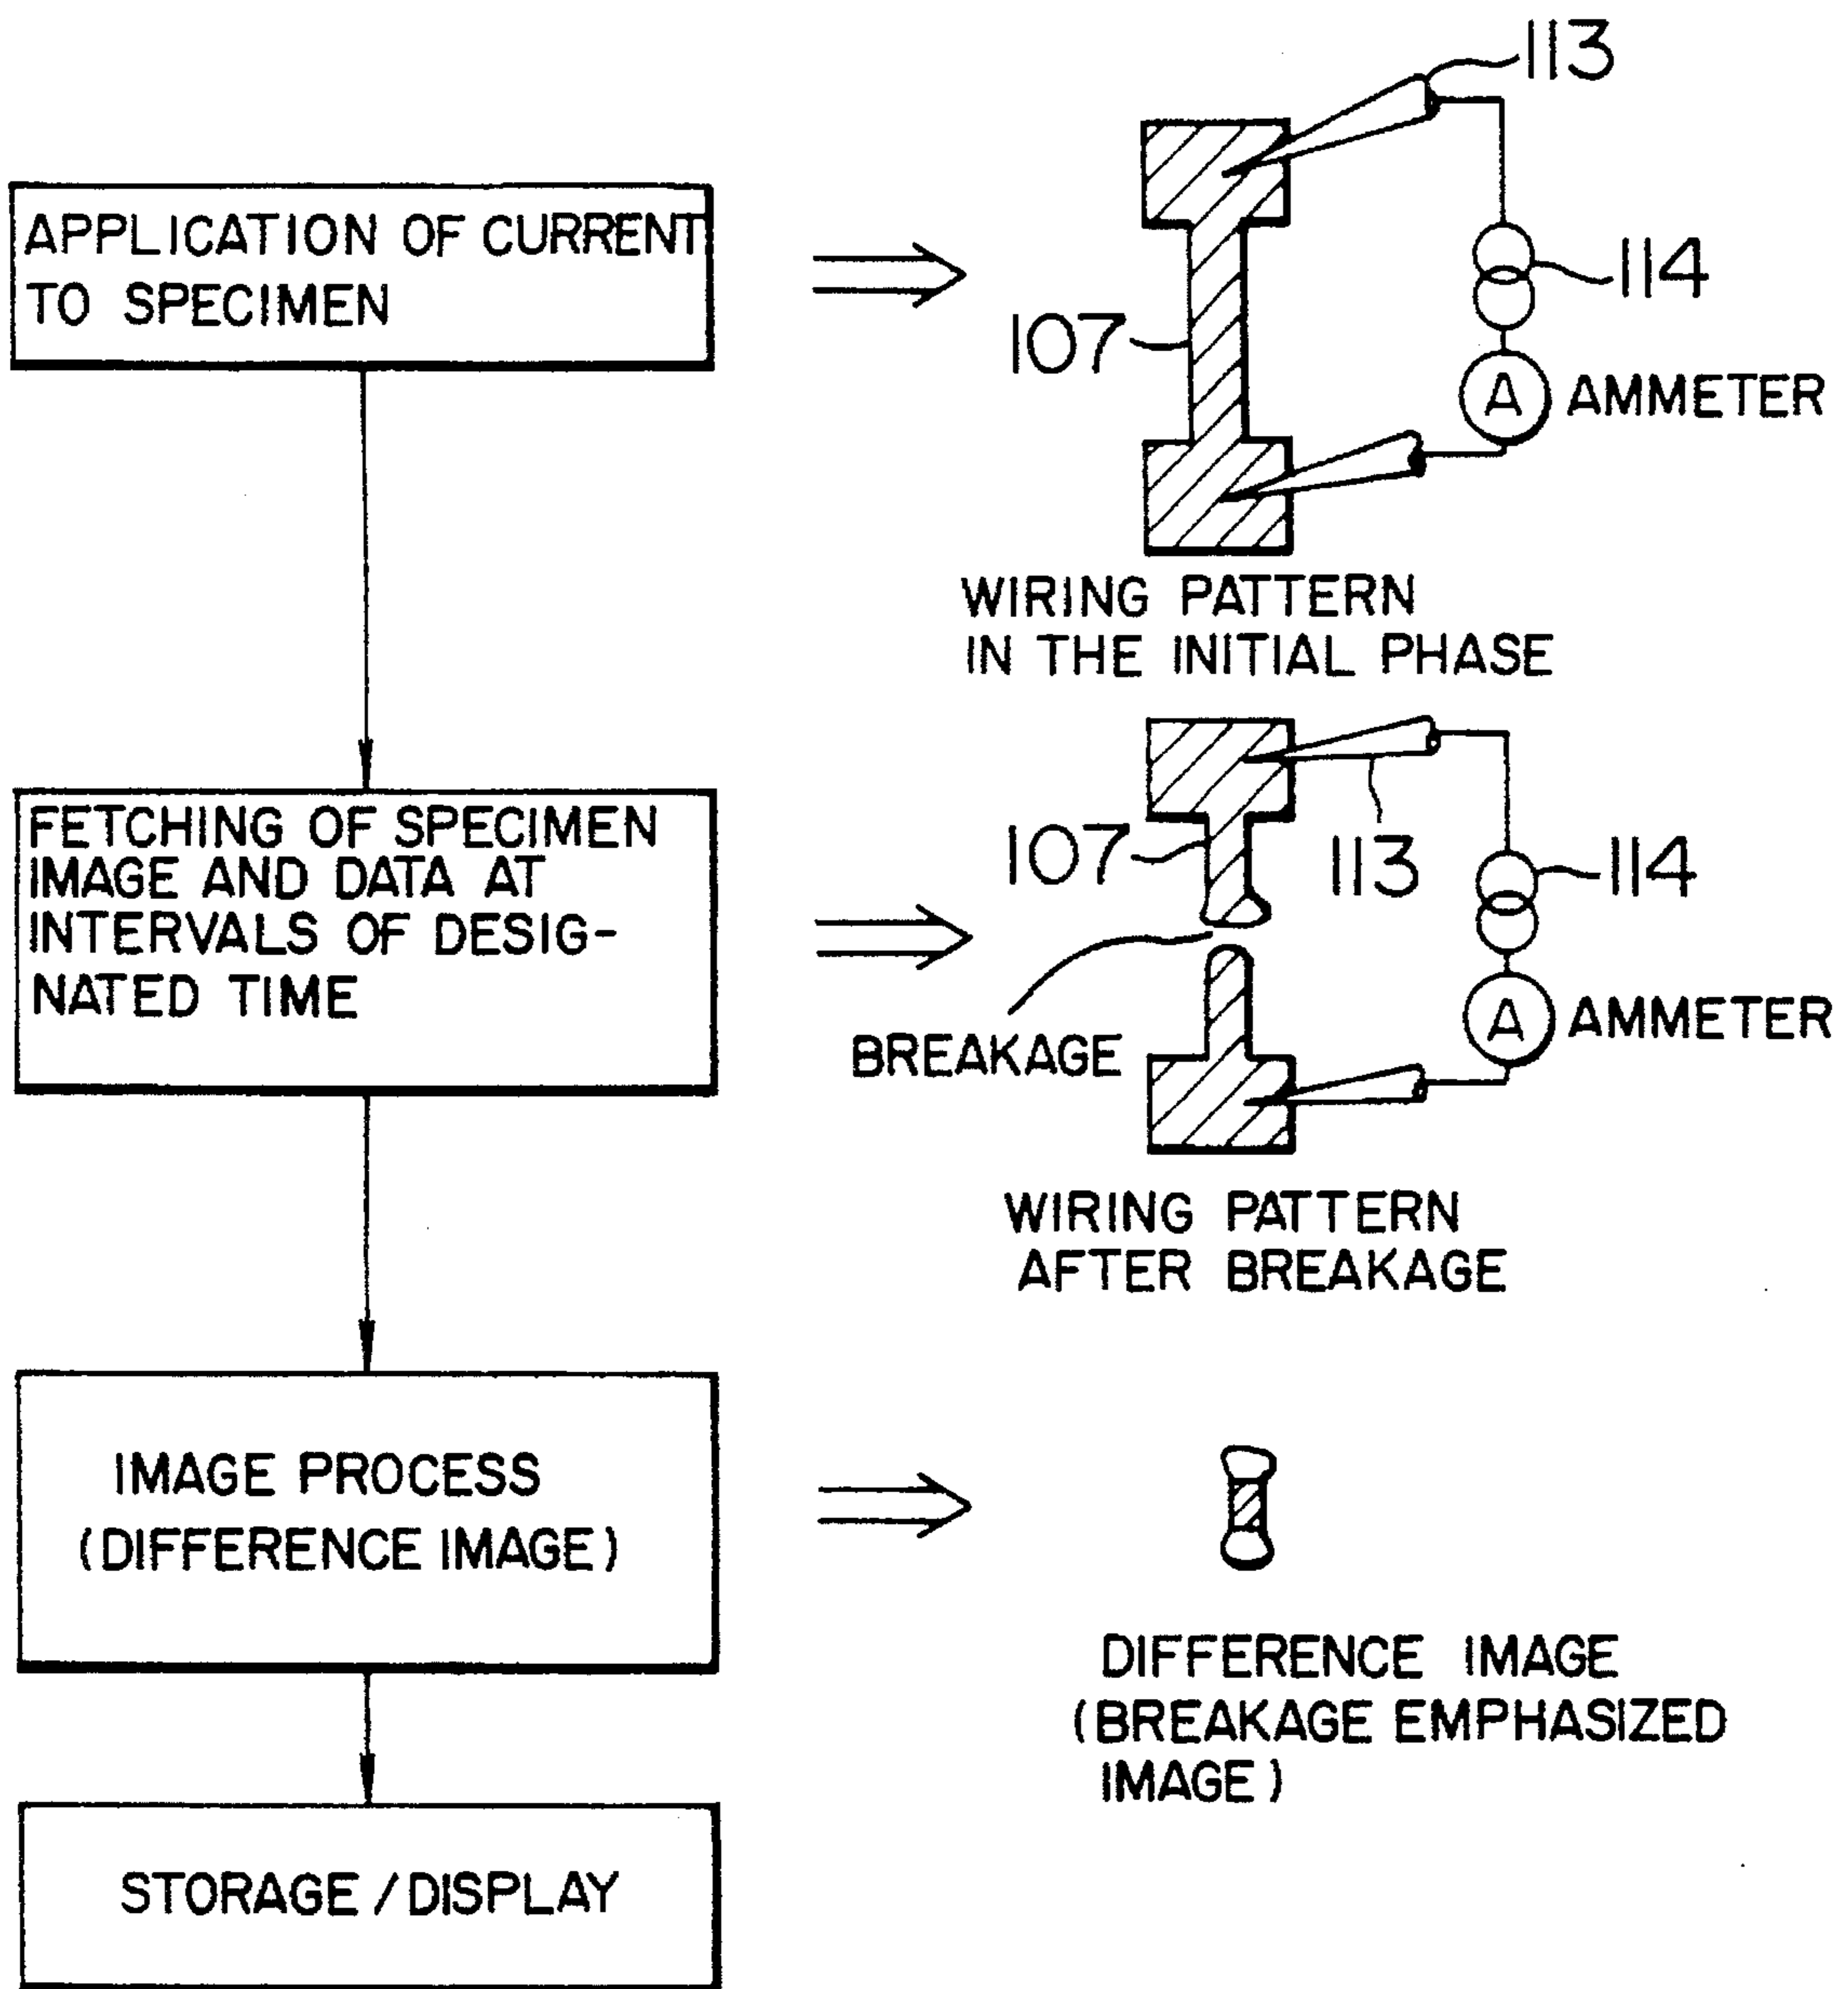 APPLICATION OF CURRENT
TO SPECIMEN
113
114
107
A AMMETER
WIRING PATTERN
IN THE INITIAL PHASE
FETCHING OF SPECIMEN
IMAGE AND DATA AT
INTERVALS OF DESIG-
NATED TIME
107
113
114
BREAKAGE
A AMMETER
WIRING PATTERN
AFTER BREAKAGE
IMAGE PROCESS
(DIFFERENCE IMAGE)
DIFFERENCE IMAGE
(BREAKAGE EMPHASIZED
IMAGE)
STORAGE/DISPLAY